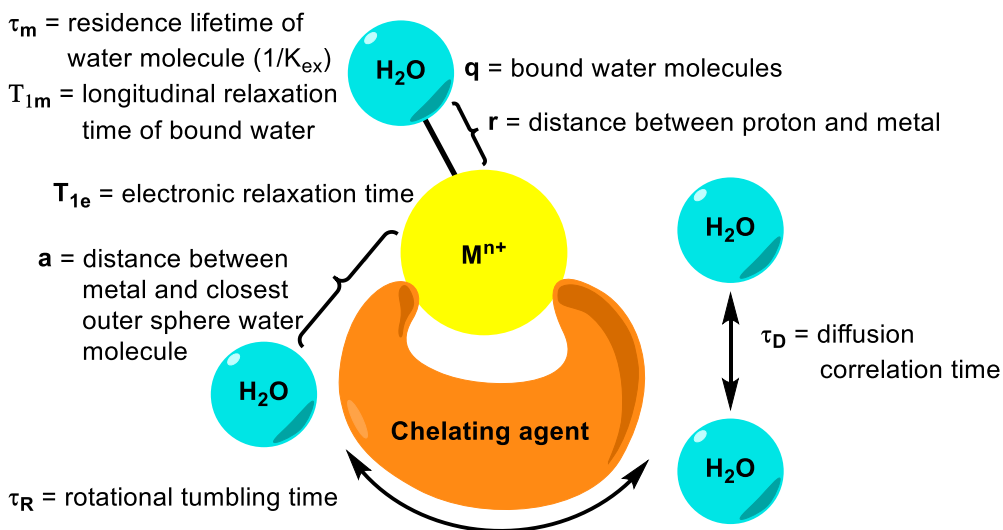 τm = residence lifetime of
water molecule (1/Kex)
T1m = longitudinal relaxation
time of bound water
H2O
q = bound water molecules
r = distance between proton and metal
T1e = electronic relaxation time
Mn+
H2O
a = distance between
metal and closest
outer sphere water
molecule
H2O
τD = diffusion
correlation time
Chelating agent
H2O
τR = rotational tumbling time